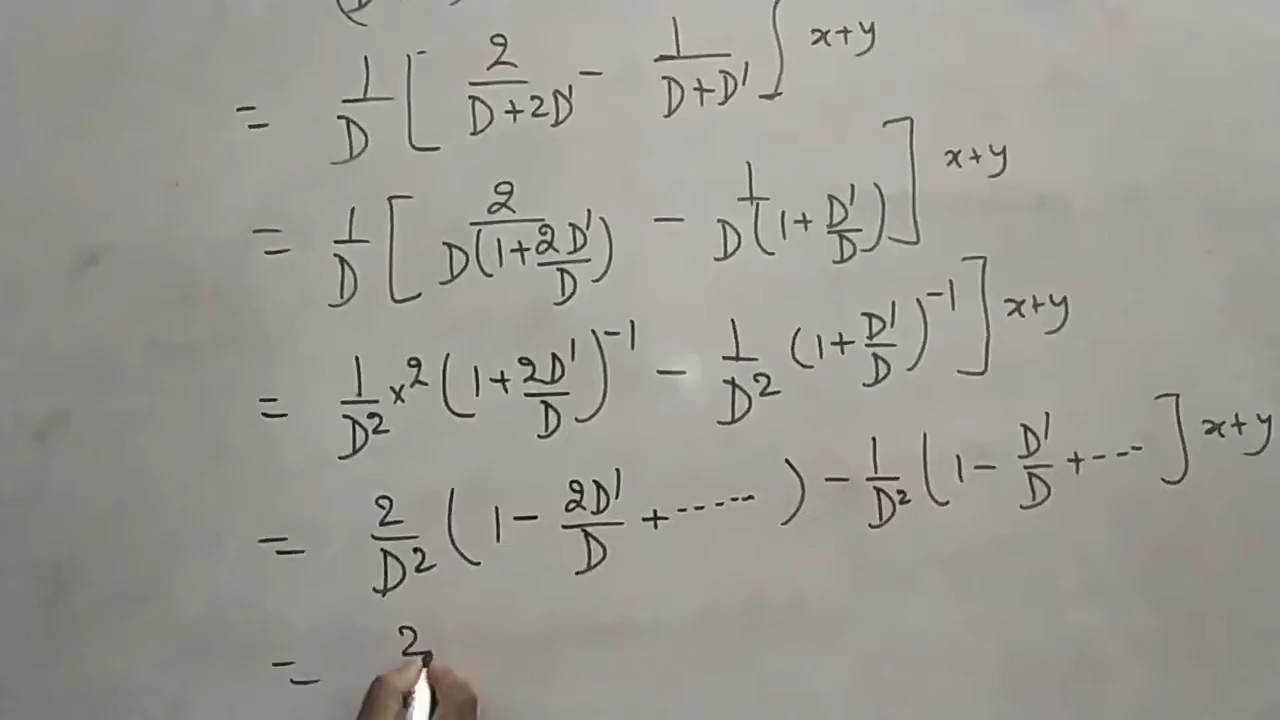 = 1/D [ 2/(D+2D') - 1/(D+D') ] x+y
= 1/D [ 2/(D(1+2D'/D)) - 1/(D(1+D'/D)) ] x+y
= 1/D² × 2 (1+2D'/D)⁻¹ - 1/D² (1+D'/D)⁻¹ ] x+y
= 2/D² (1 - 2D'/D + ......) - 1/D² (1 - D'/D + ---- ] x+y
= 2